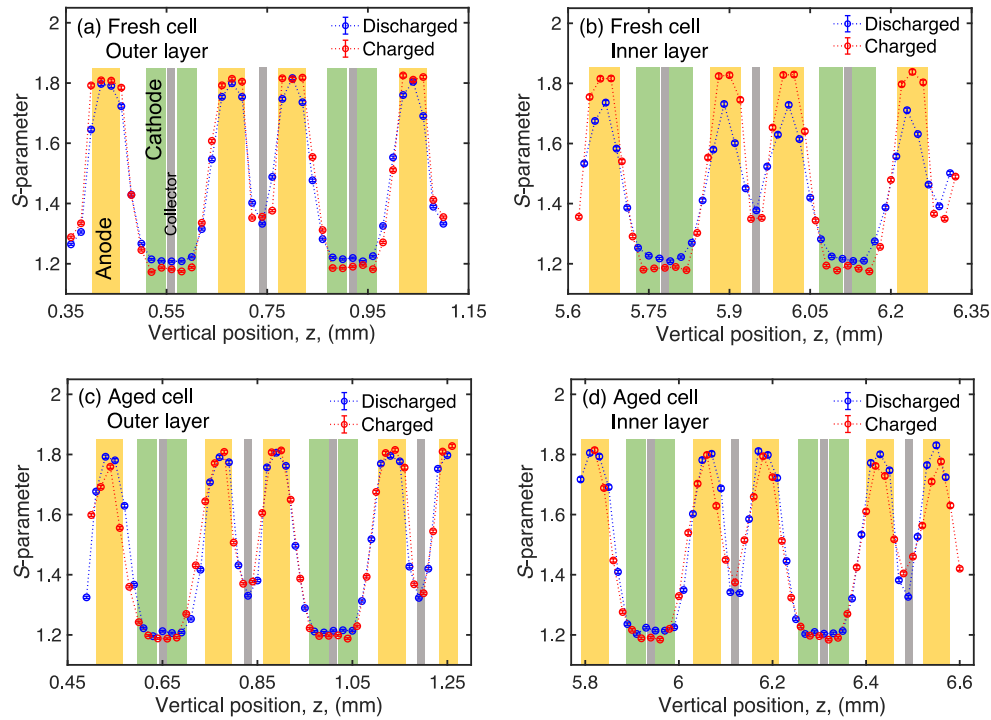 (a) Fresh cell
Outer layer
Discharged
Charged
2
1.8
1.6
1.4
1.2
S-parameter
Anode
Cathode
Collector
0.35 0.55 0.75 0.95 1.15
Vertical position, z, (mm)
(b) Fresh cell
Inner layer
Discharged
Charged
2
1.8
1.6
1.4
1.2
S-parameter
5.6 5.75 5.9 6.05 6.2 6.35
Vertical position, z, (mm)
(c) Aged cell
Outer layer
Discharged
Charged
2
1.8
1.6
1.4
1.2
S-parameter
0.45 0.65 0.85 1.05 1.25
Vertical position, z, (mm)
(d) Aged cell
Inner layer
Discharged
Charged
2
1.8
1.6
1.4
1.2
S-parameter
5.8 6 6.2 6.4 6.6
Vertical position, z, (mm)